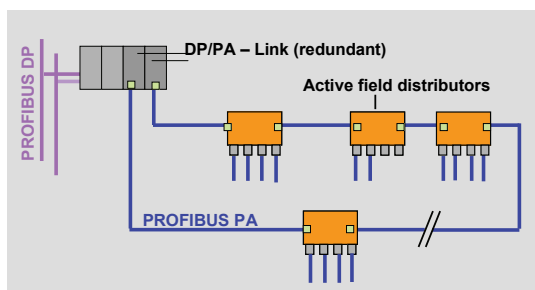 DP/PA – Link (redundant)
PROFIBUS DP
Active field distributors
PROFIBUS PA